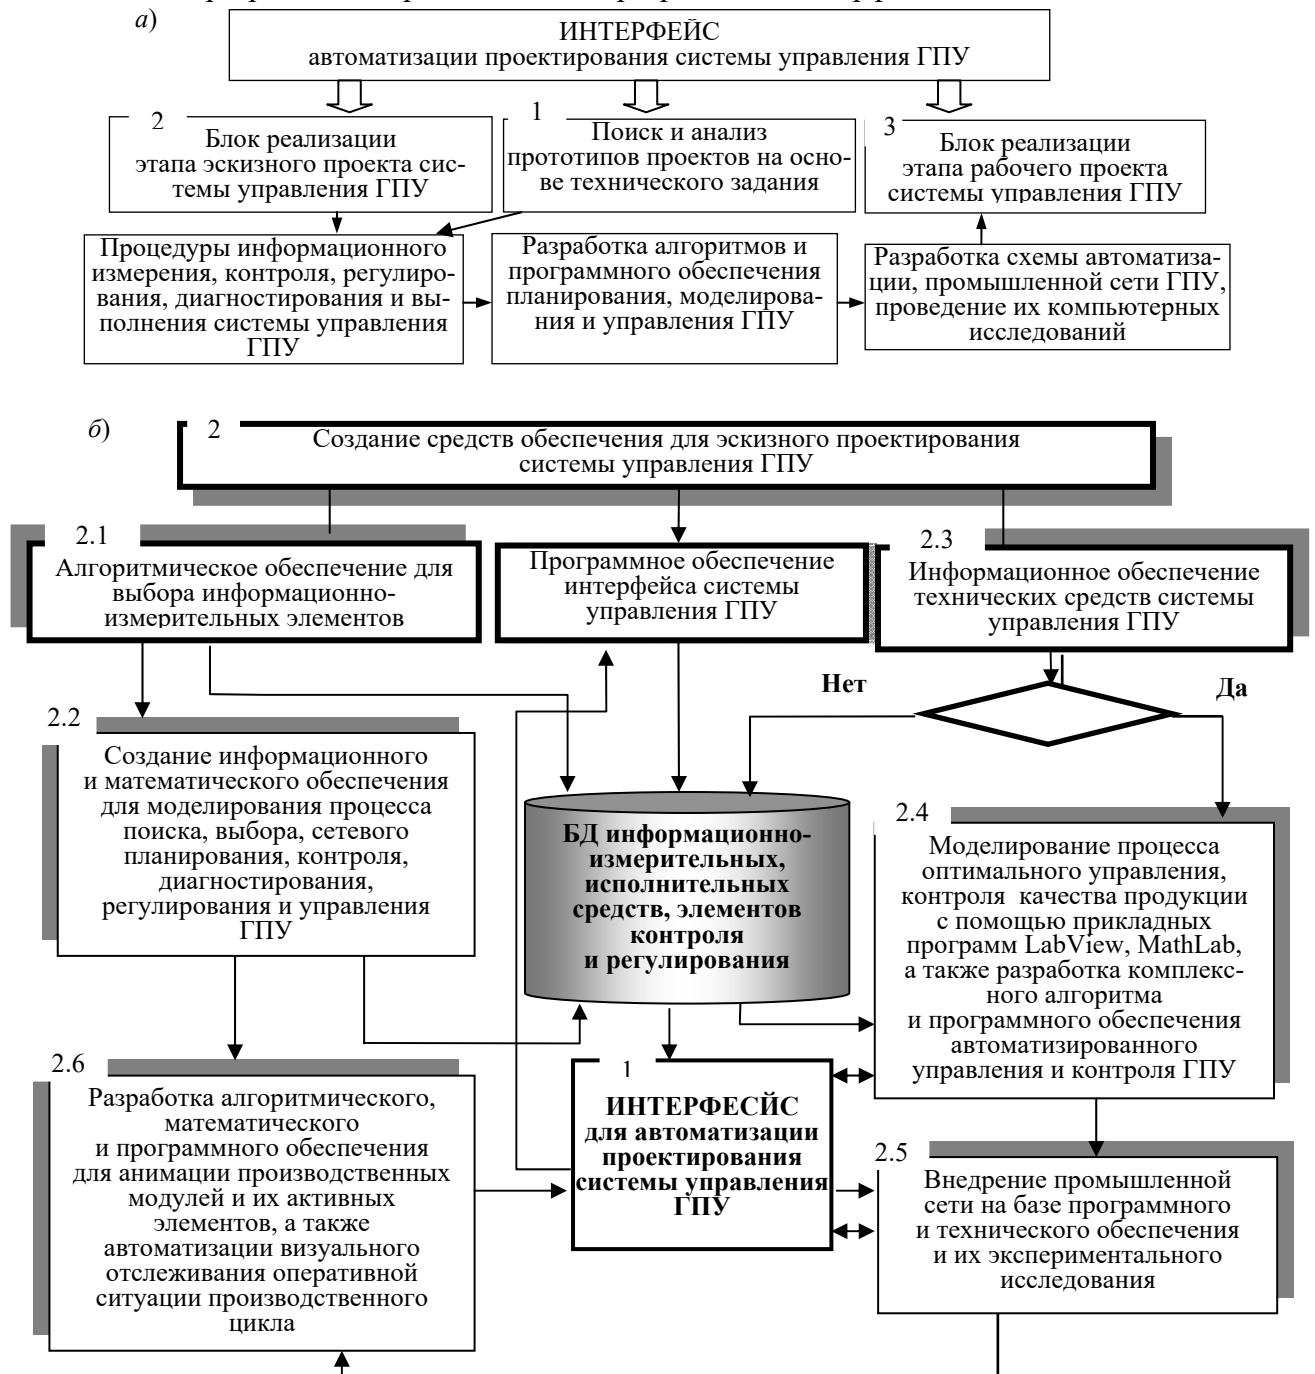 а)
ИНТЕРФЕЙС
автоматизации проектирования системы управления ГПУ
2
Блок реализации
этапа эскизного проекта сис-
темы управления ГПУ
1
Поиск и анализ
прототипов проектов на осно-
ве технического задания
3
Блок реализации
этапа рабочего проекта
системы управления ГПУ
Процедуры информационного
измерения, контроля, регулиро-
вания, диагностирования и вы-
полнения системы управления
ГПУ
Разработка алгоритмов и
программного обеспечения
планирования, моделирова-
ния и управления ГПУ
Разработка схемы автоматиза-
ции, промышленной сети ГПУ,
проведение их компьютерных
исследований
б)
2
Создание средств обеспечения для эскизного проектирования
системы управления ГПУ
2.1
Алгоритмическое обеспечение для
выбора информационно-
измерительных элементов
Программное обеспечение
интерфейса системы
управления ГПУ
2.3
Информационное обеспечение
технических средств системы
управления ГПУ
Нет
Да
2.2
Создание информационного
и математического обеспечения
для моделирования процесса
поиска, выбора, сетевого
планирования, контроля,
диагностирования,
регулирования и управления
ГПУ
БД информационно-
измерительных,
исполнительных
средств, элементов
контроля
и регулирования
2.4
Моделирование процесса
оптимального управления,
контроля качества продукции
с помощью прикладных
программ LabView, MathLab,
а также разработка комплекс-
ного алгоритма
и программного обеспечения
автоматизированного
управления и контроля ГПУ
2.6
Разработка алгоритмического,
математического
и программного обеспечения
для анимации производственных
модулей и их активных
элементов, а также
автоматизации визуального
отслеживания оперативной
ситуации производственного
цикла
1
ИНТЕРФЕСЙС
для автоматизации
проектирования
системы управления
ГПУ
2.5
Внедрение промышленной
сети на базе программного
и технического обеспечения
и их экспериментального
исследования